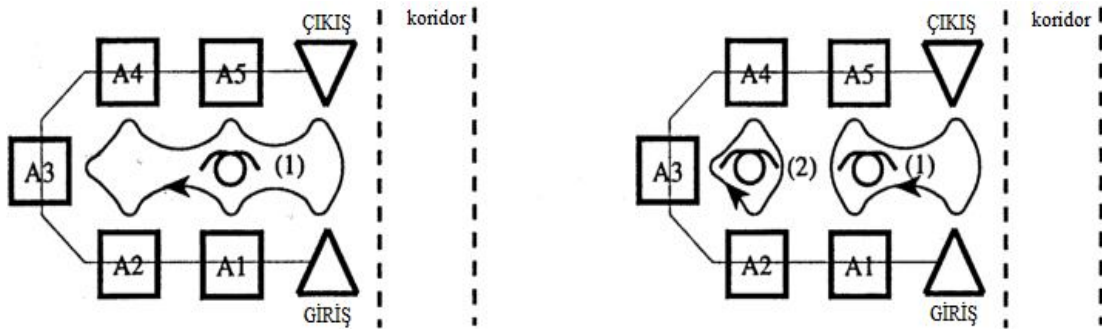 ÇIKIŞ
koridor
A4
A5
A3
(1)
A2
A1
GİRİŞ
ÇIKIŞ
koridor
A4
A5
A3
(2)
(1)
A2
A1
GİRİŞ